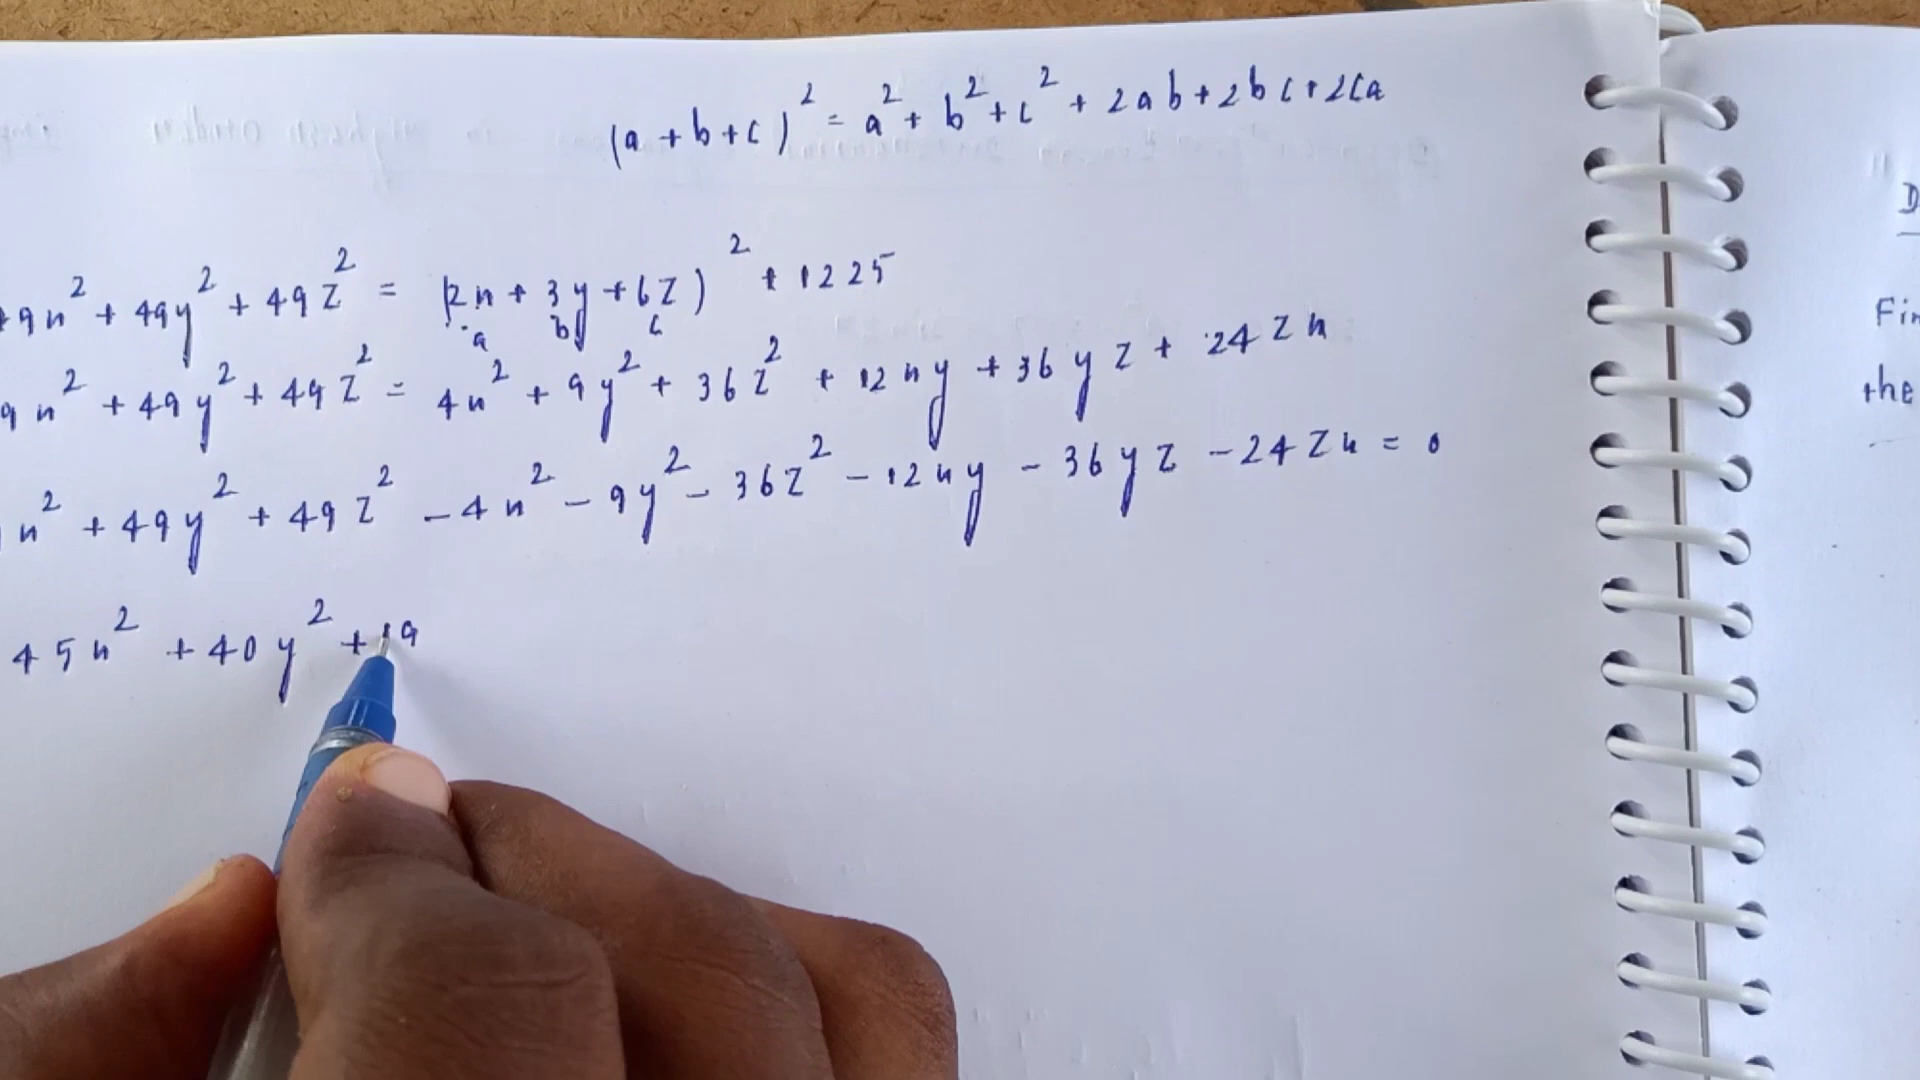 (a + b + c)² = a² + b² + c² + 2ab + 2bc + 2ca
9x² + 49y² + 49z² = (2x + 3y + 6z)² + 1225
a b c
9x² + 49y² + 49z² = 4x² + 9y² + 36z² + 12xy + 36yz + 24zx
x² + 49y² + 49z² - 4x² - 9y² - 36z² - 12xy - 36yz - 24zx = 0
45x² + 40y² + 19
D
Fin
the